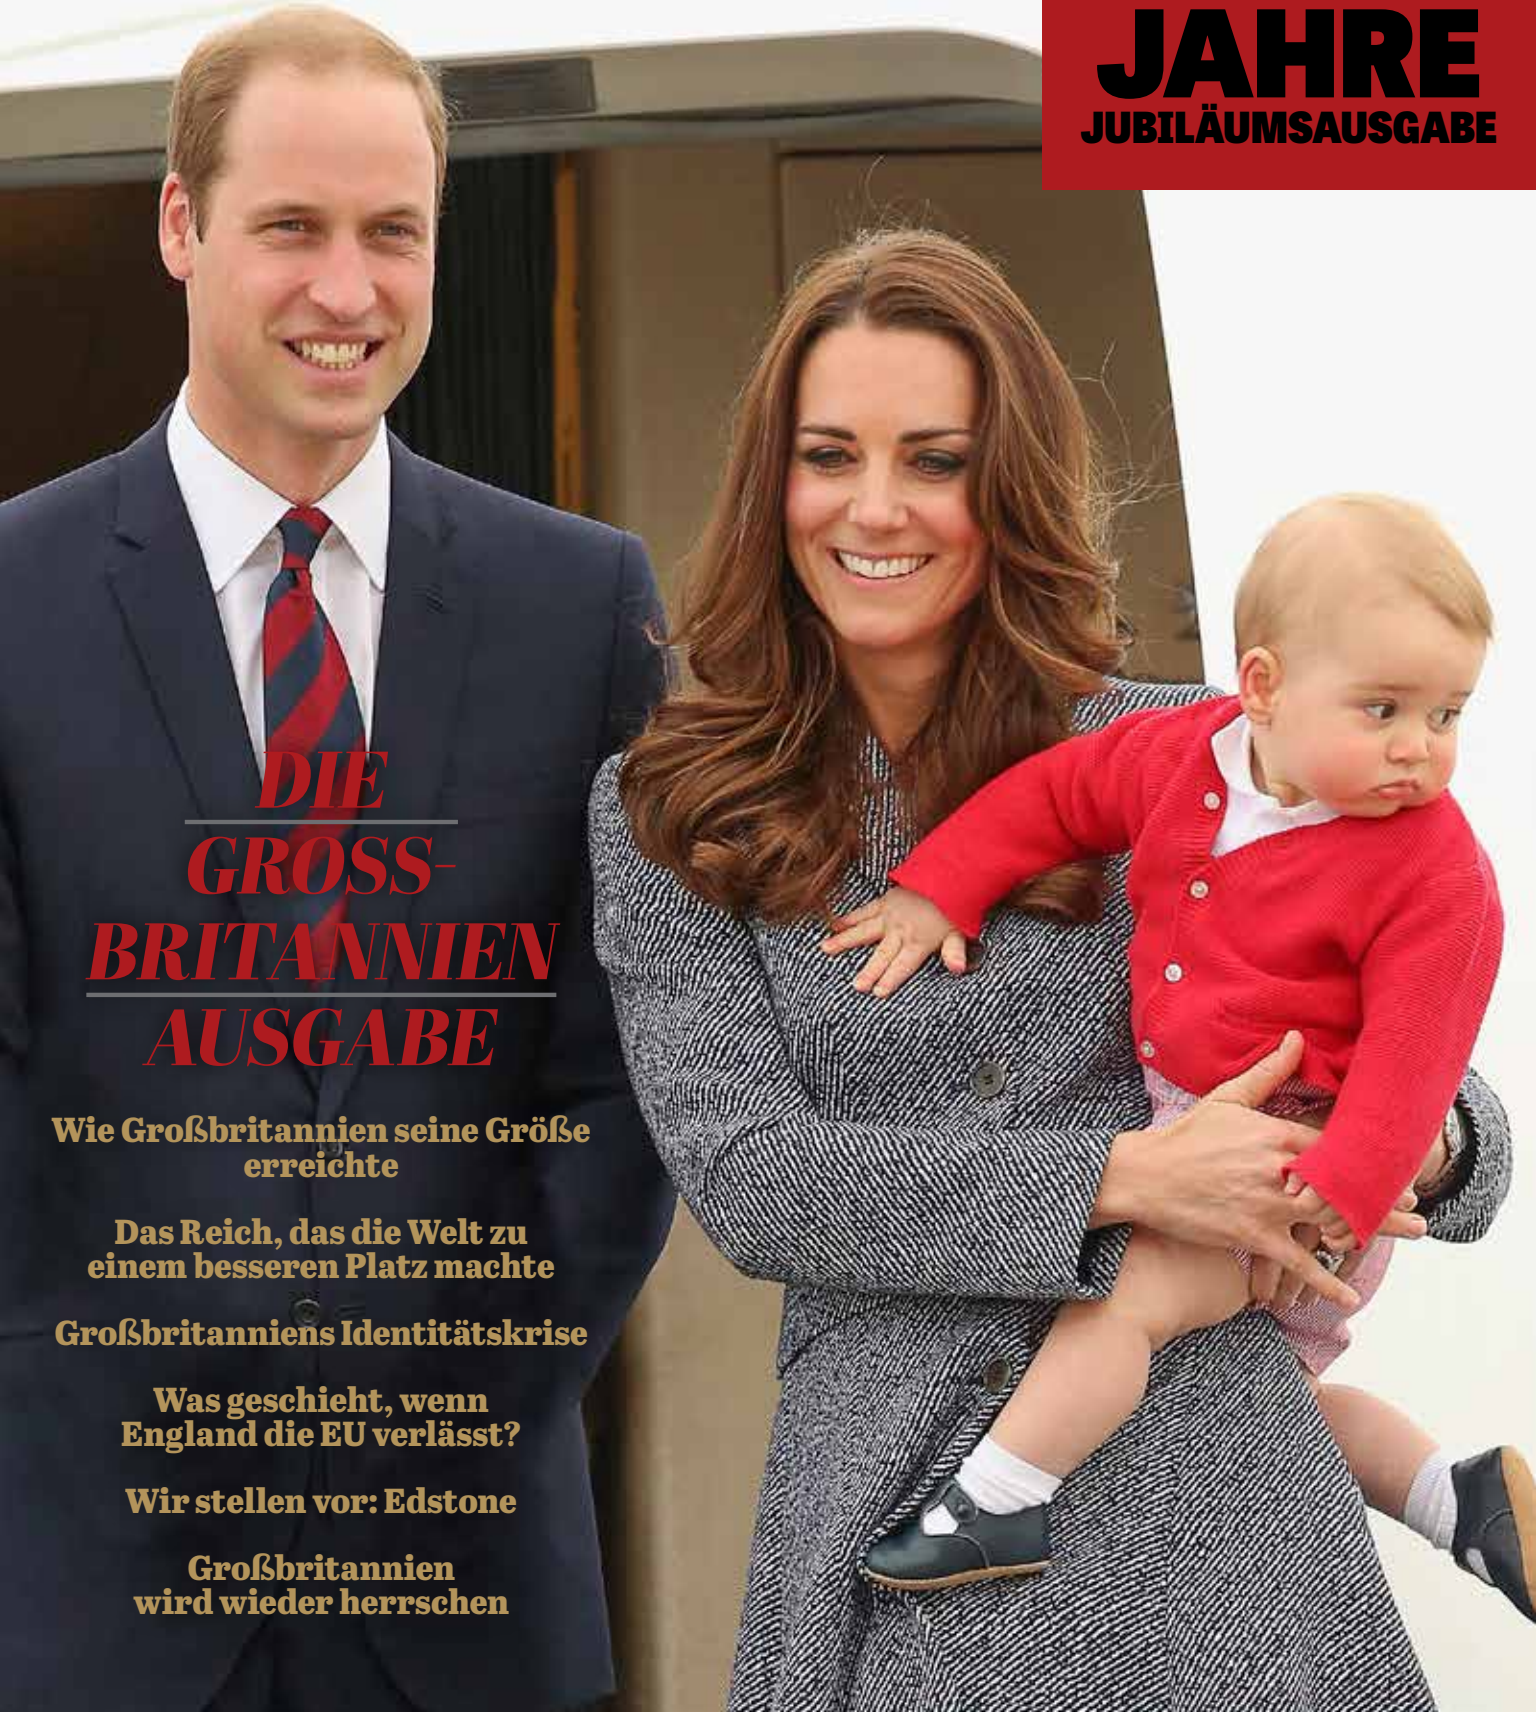 JAHRE
JUBILÄUMSAUSGABE
DIE
GROSS-
BRITANNIEN
AUSGABE
Wie Großbritannien seine Größe
erreichte
Das Reich, das die Welt zu
einem besseren Platz machte
Großbritanniens Identitätskrise
Was geschieht, wenn
England die EU verlässt?
Wir stellen vor: Edstone
Großbritannien
wird wieder herrschen